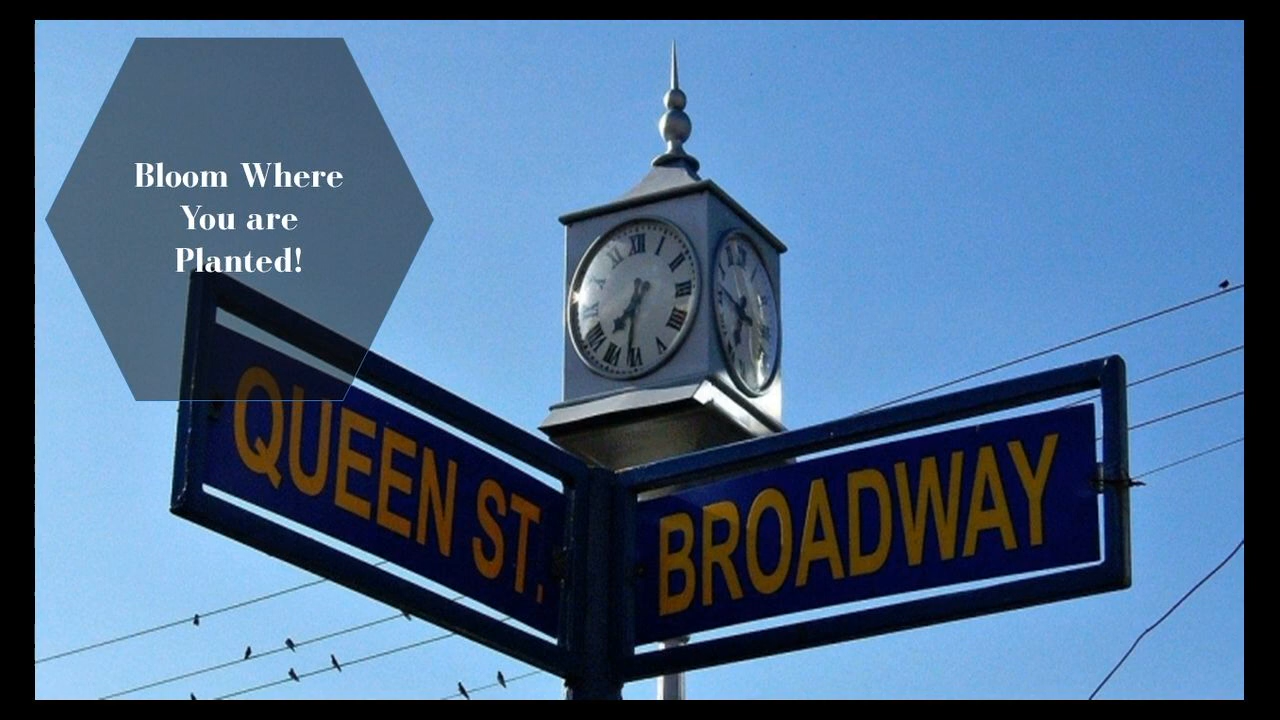 Bloom Where
You are
Planted!
QUEEN ST.
BROADWAY